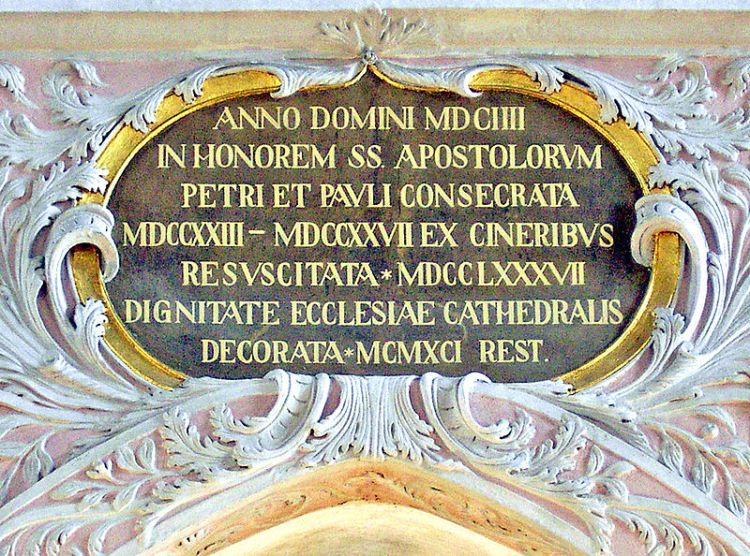 ANNO DOMINI MDCIIII
IN HONOREM SS. APOSTOLORVM
PETRI ET PAVLI CONSECRATA
MDCCXXIII – MDCCXXVII EX CINERIBVS
RESVSCITATA * MDCCLXXXVII
DIGNITATE ECCLESIAE CATHEDRALIS
DECORATA * MCMXCI REST.